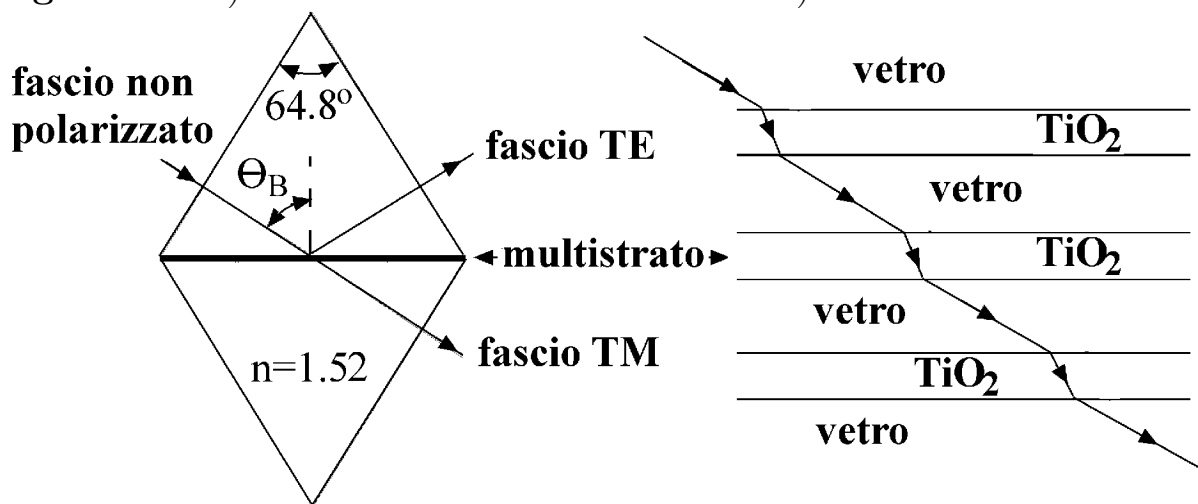 fascio non
polarizzato
64.8º
ΘB
fascio TE
multistrato
fascio TM
n=1.52
vetro
TiO2
vetro
TiO2
vetro
TiO2
vetro